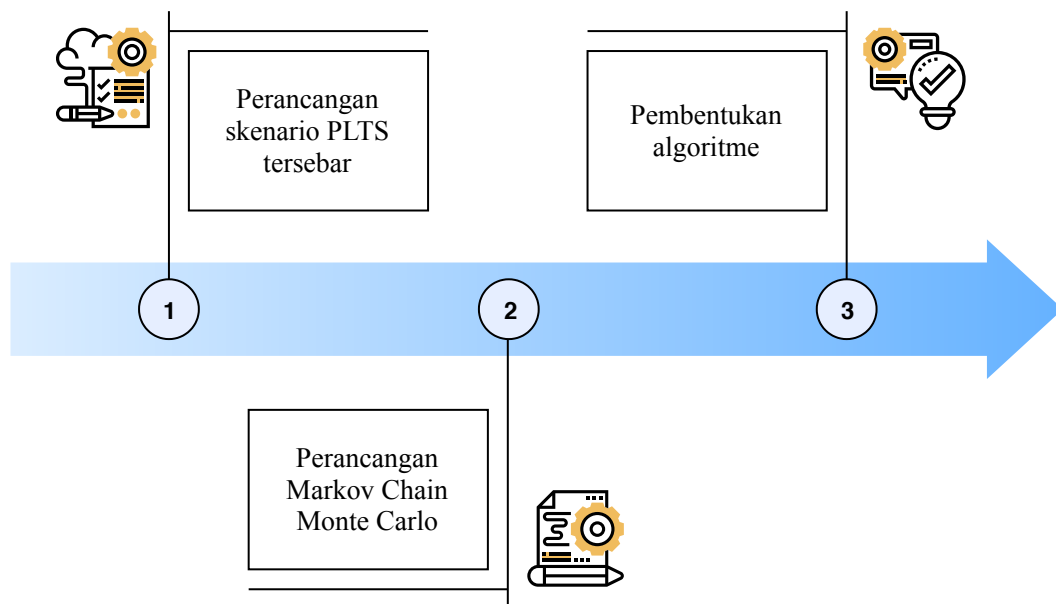 Perancangan
skenario PLTS
tersebar
Pembentukan
algoritme
1
2
3
Perancangan
Markov Chain
Monte Carlo